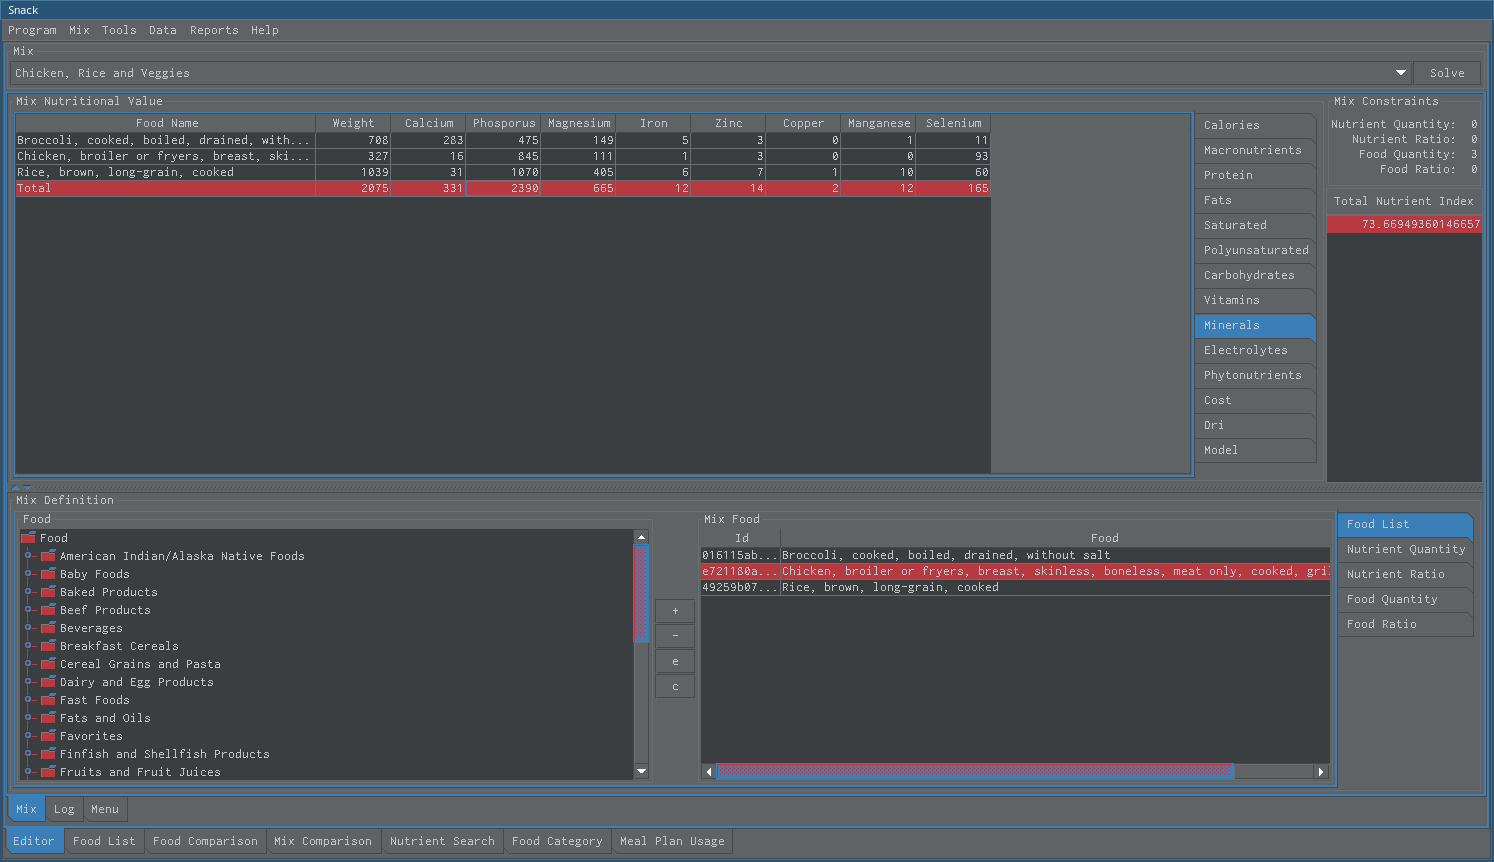 Snack
Program Mix Tools Data Reports Help
Mix
Chicken, Rice and Veggies Solve
Mix Nutritional Value
Food Name Weight Calcium Phosporus Magnesium Iron Zinc Copper Manganese Selenium
Broccoli, cooked, boiled, drained, with... 708 283 475 149 5 3 0 1 11
Chicken, broiler or fryers, breast, ski... 327 16 845 111 1 3 0 0 93
Rice, brown, long-grain, cooked 1039 31 1070 405 6 7 1 10 60
Total 2075 331 2390 665 12 14 2 12 165
Calories
Macronutrients
Protein
Fats
Saturated
Polyunsaturated
Carbohydrates
Vitamins
Minerals
Electrolytes
Phytonutrients
Cost
Dri
Model
Mix Constraints
Nutrient Quantity: 0
Nutrient Ratio: 0
Food Quantity: 3
Food Ratio: 0
Total Nutrient Index
73.66949360146657
Mix Definition
Food
Food
American Indian/Alaska Native Foods
Baby Foods
Baked Products
Beef Products
Beverages
Breakfast Cereals
Cereal Grains and Pasta
Dairy and Egg Products
Fast Foods
Fats and Oils
Favorites
Finfish and Shellfish Products
Fruits and Fruit Juices
+
-
e
c
Mix Food
Id Food
016115ab... Broccoli, cooked, boiled, drained, without salt
e721180a... Chicken, broiler or fryers, breast, skinless, boneless, meat only, cooked, gril
49259b07... Rice, brown, long-grain, cooked
Food List
Nutrient Quantity
Nutrient Ratio
Food Quantity
Food Ratio
Mix Log Menu
Editor Food List Food Comparison Mix Comparison Nutrient Search Food Category Meal Plan Usage